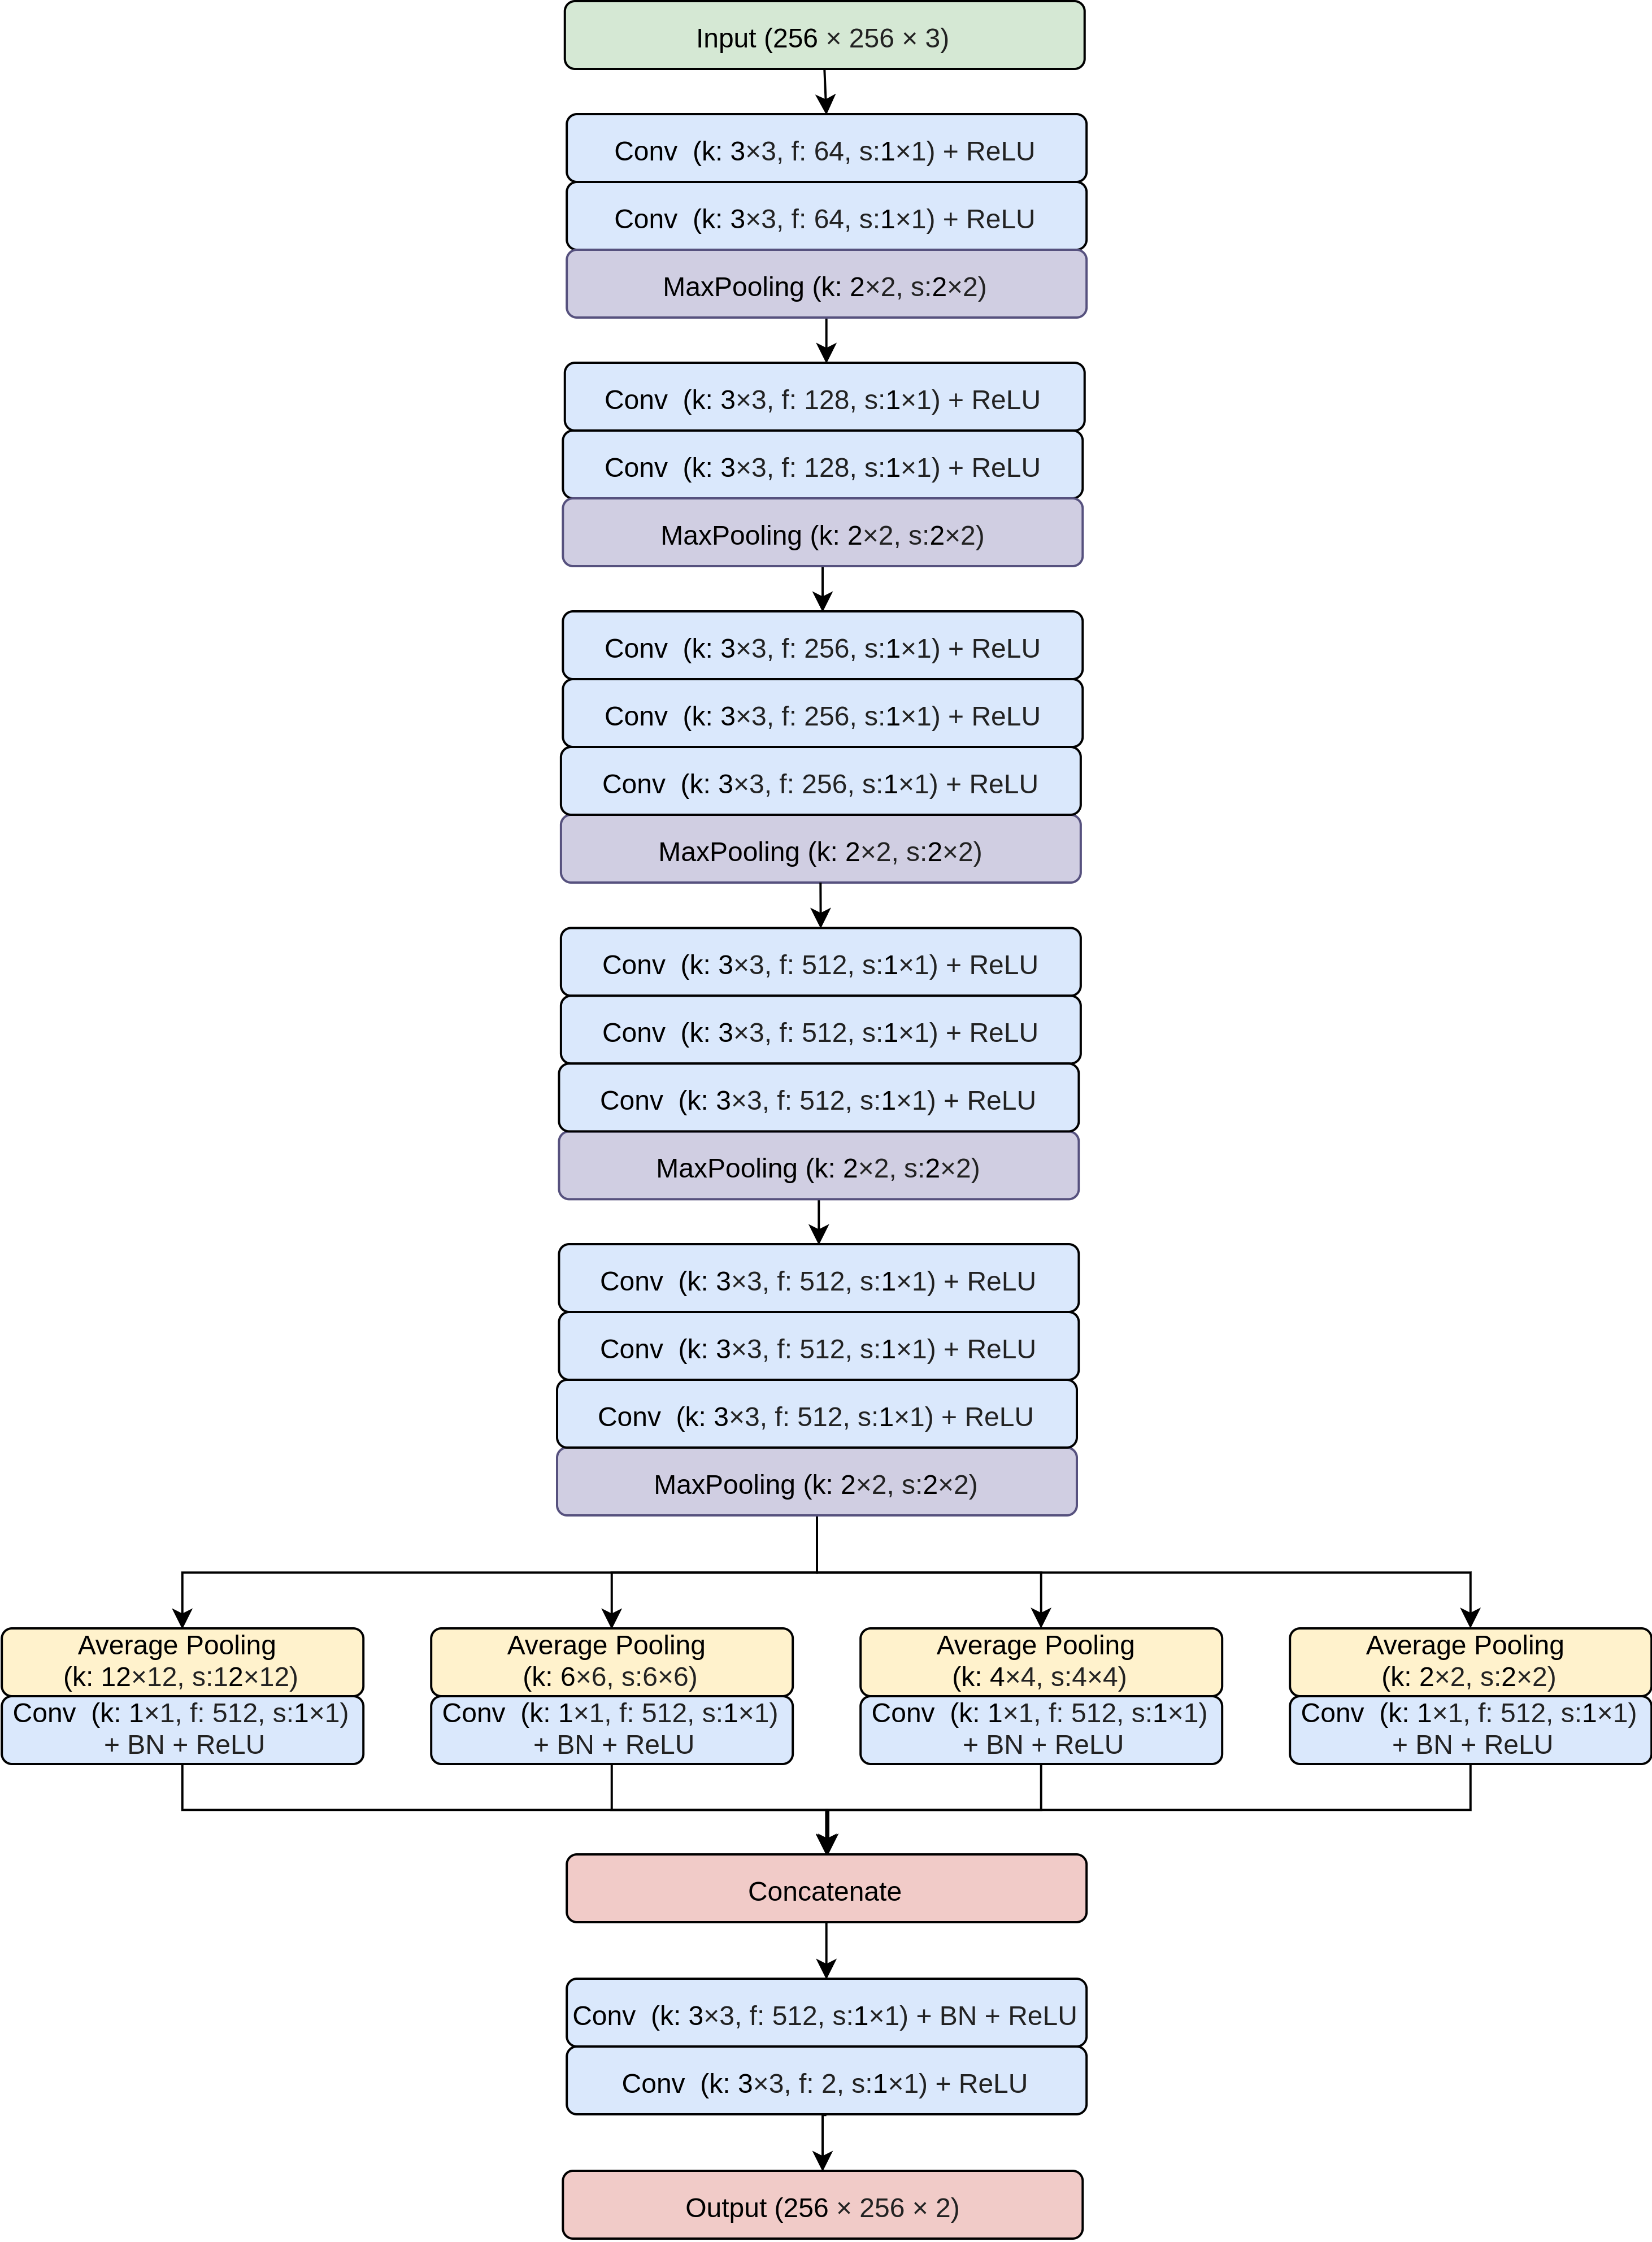 Input (256 × 256 × 3)
Conv  (k: 3×3, f: 64, s:1×1) + ReLU
Conv  (k: 3×3, f: 64, s:1×1) + ReLU
MaxPooling (k: 2×2, s:2×2)
Conv  (k: 3×3, f: 128, s:1×1) + ReLU
Conv  (k: 3×3, f: 128, s:1×1) + ReLU
MaxPooling (k: 2×2, s:2×2)
Conv  (k: 3×3, f: 256, s:1×1) + ReLU
Conv  (k: 3×3, f: 256, s:1×1) + ReLU
Conv  (k: 3×3, f: 256, s:1×1) + ReLU
MaxPooling (k: 2×2, s:2×2)
Conv  (k: 3×3, f: 512, s:1×1) + ReLU
Conv  (k: 3×3, f: 512, s:1×1) + ReLU
Conv  (k: 3×3, f: 512, s:1×1) + ReLU
MaxPooling (k: 2×2, s:2×2)
Conv  (k: 3×3, f: 512, s:1×1) + ReLU
Conv  (k: 3×3, f: 512, s:1×1) + ReLU
Conv  (k: 3×3, f: 512, s:1×1) + ReLU
MaxPooling (k: 2×2, s:2×2)
Average Pooling
(k: 12×12, s:12×12)
Conv  (k: 1×1, f: 512, s:1×1)
+ BN + ReLU
Average Pooling
(k: 6×6, s:6×6)
Conv  (k: 1×1, f: 512, s:1×1)
+ BN + ReLU
Average Pooling
(k: 4×4, s:4×4)
Conv  (k: 1×1, f: 512, s:1×1)
+ BN + ReLU
Average Pooling
(k: 2×2, s:2×2)
Conv  (k: 1×1, f: 512, s:1×1)
+ BN + ReLU
Concatenate
Conv  (k: 3×3, f: 512, s:1×1) + BN + ReLU
Conv  (k: 3×3, f: 2, s:1×1) + ReLU
Output (256 × 256 × 2)